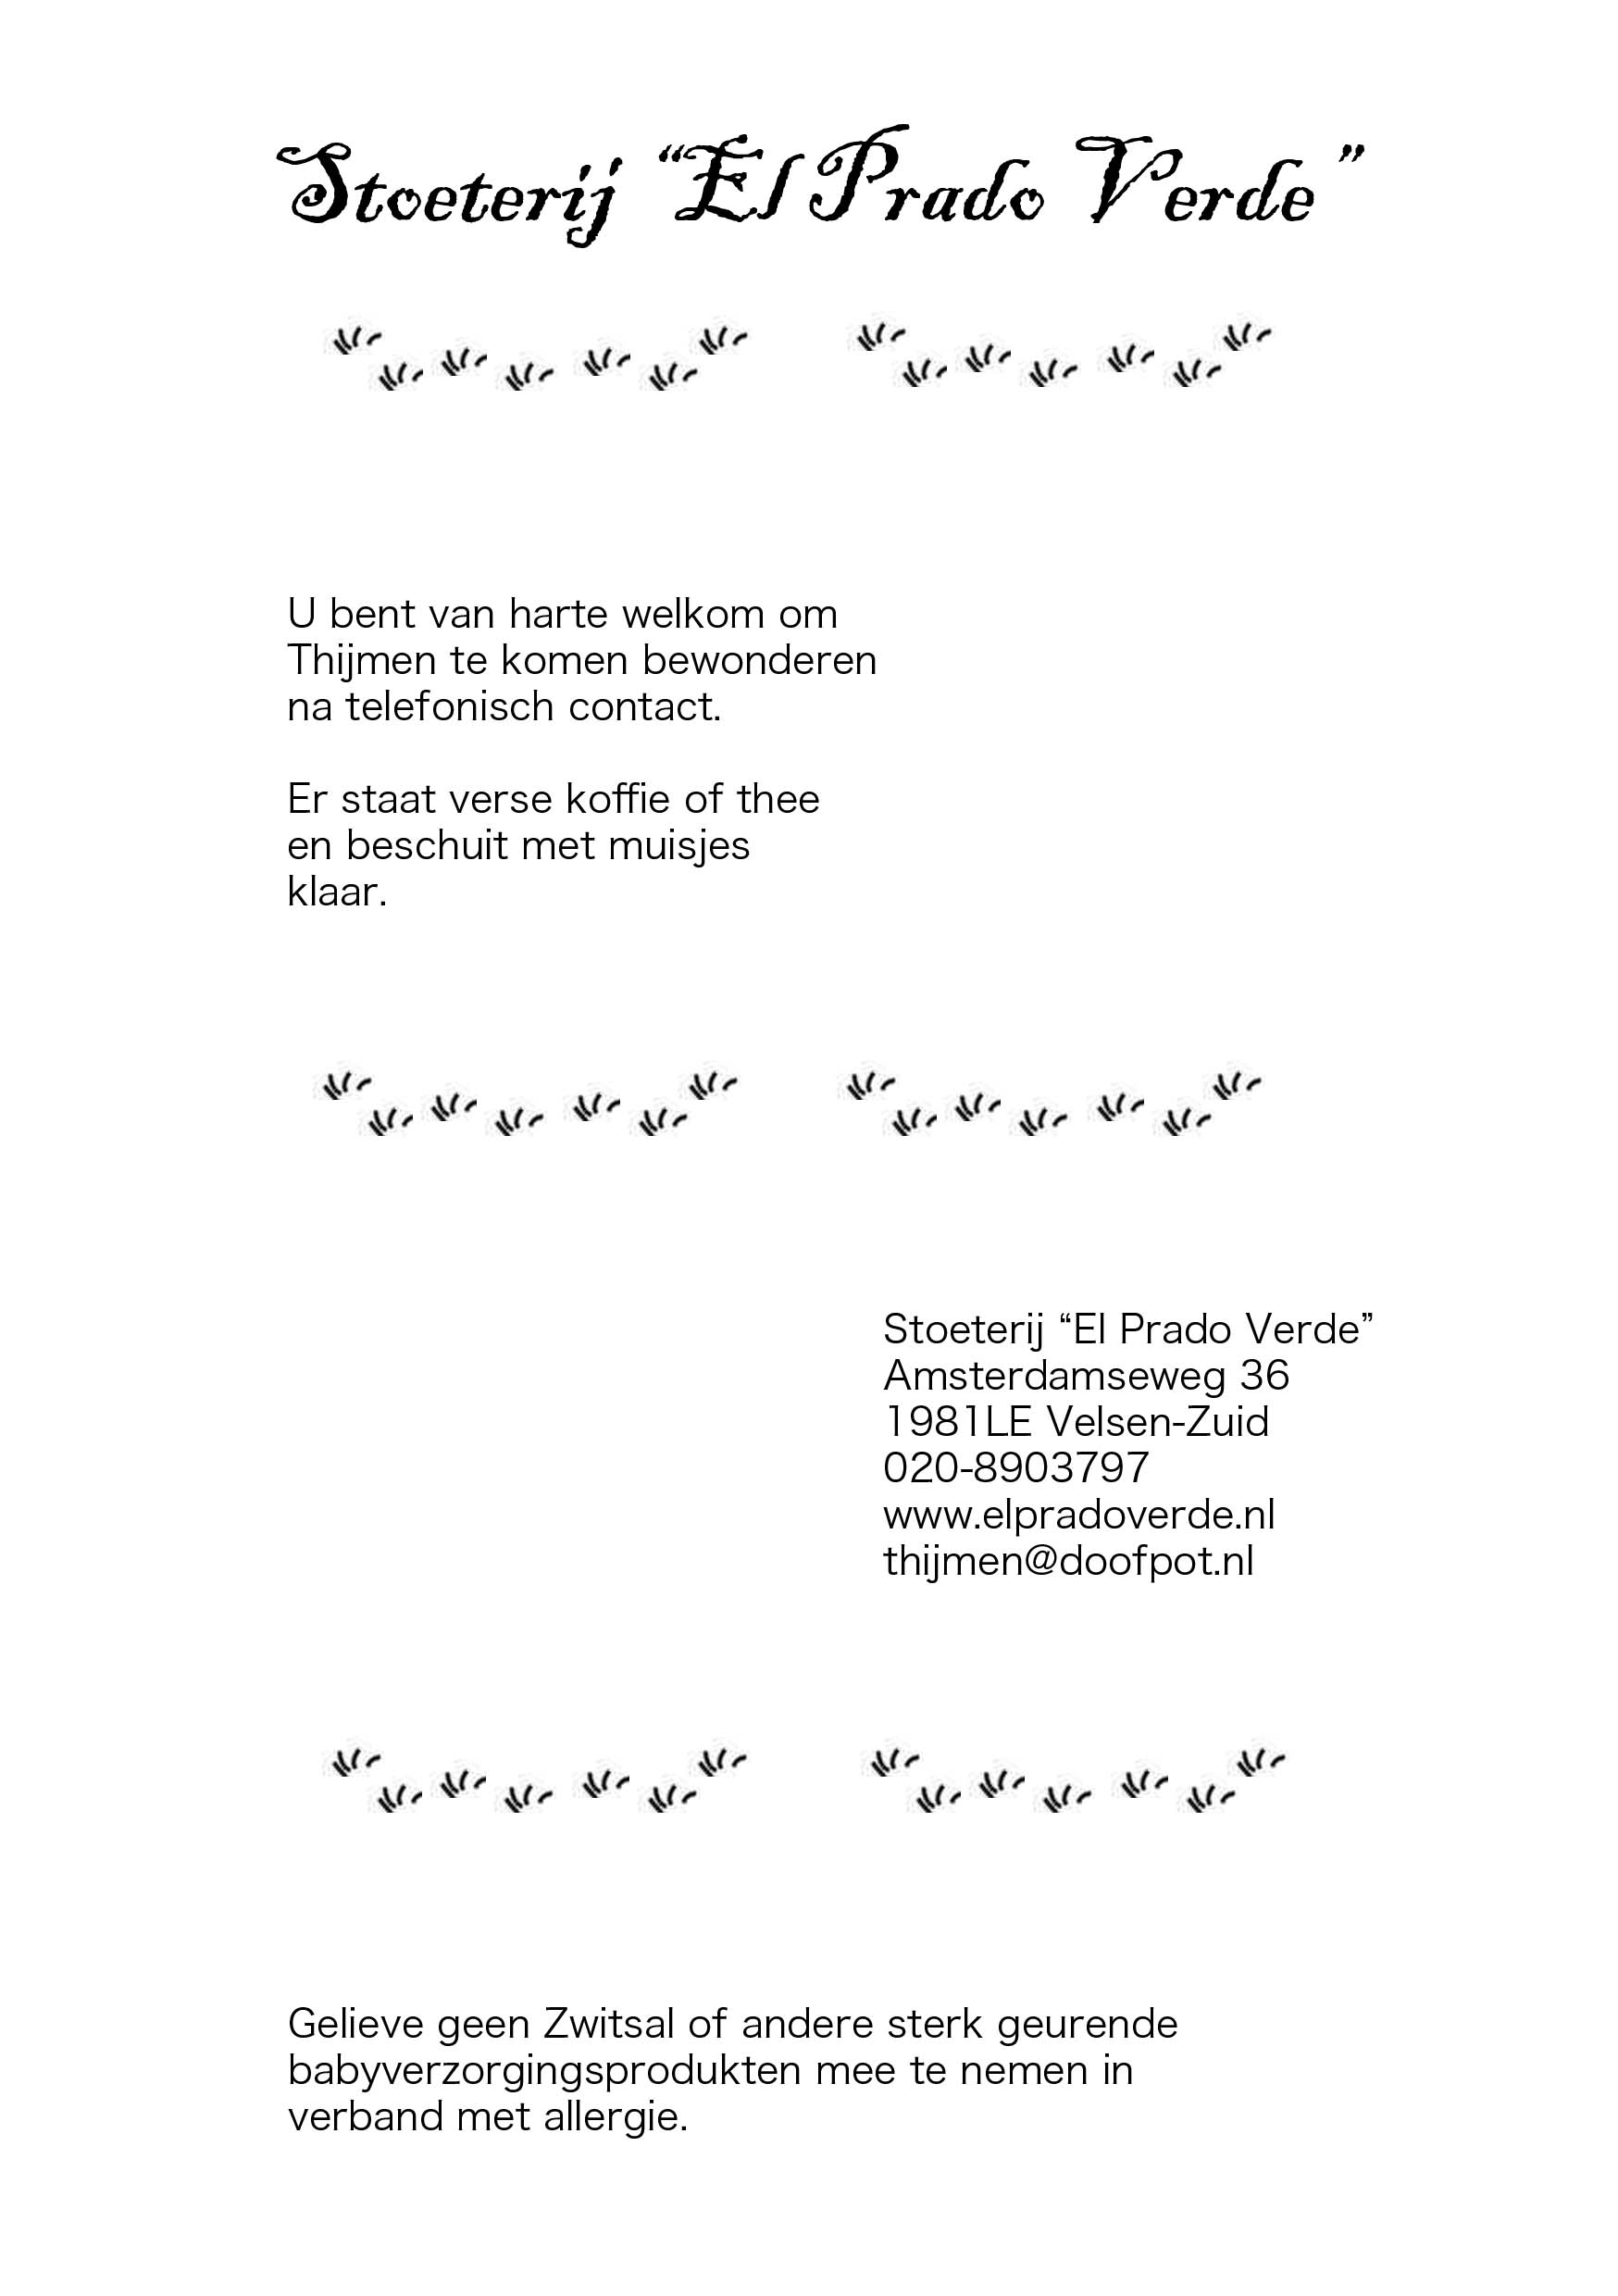 Stoeterij “El Prado Verde”
U bent van harte welkom om
Thijmen te komen bewonderen
na telefonisch contact.
Er staat verse koffie of thee
en beschuit met muisjes
klaar.
Stoeterij “El Prado Verde”
Amsterdamseweg 36
1981LE Velsen-Zuid
020-8903797
www.elpradoverde.nl
thijmen@doofpot.nl
Gelieve geen Zwitsal of andere sterk geurende
babyverzorgingsprodukten mee te nemen in
verband met allergie.